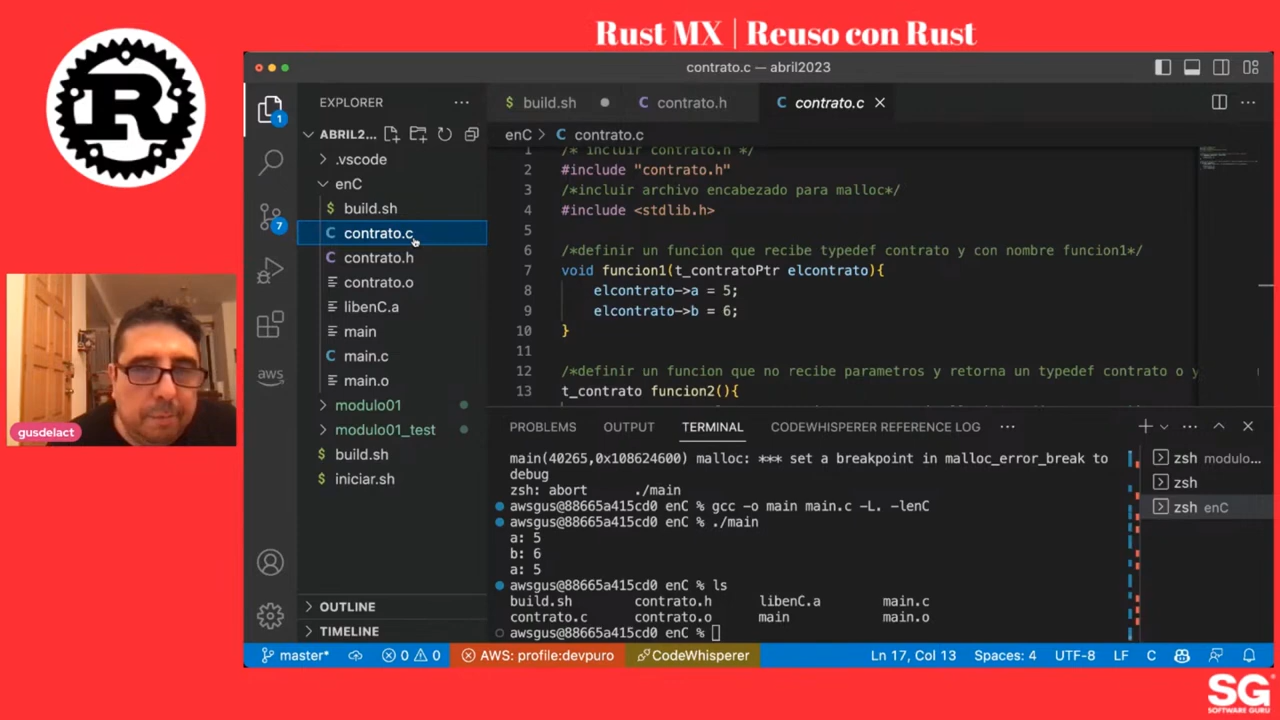 Rust MX | Reuso con Rust
R
contrato.c — abril2023
EXPLORER
ABRIL2...
.vscode
enC
build.sh
contrato.c
contrato.h
contrato.o
libenC.a
main
main.c
main.o
modulo01
modulo01_test
build.sh
iniciar.sh
OUTLINE
TIMELINE
1
7
aws
gusdelact
build.sh contrato.h contrato.c
enC > contrato.c
1 /* incluir contrato.h */
2 #include "contrato.h"
3 /*incluir archivo encabezado para malloc*/
4 #include <stdlib.h>
5
6 /*definir un funcion que recibe typedef contrato y con nombre funcion1*/
7 void funcion1(t_contratoPtr elcontrato){
8 elcontrato->a = 5;
9 elcontrato->b = 6;
10 }
11
12 /*definir un funcion que no recibe parametros y retorna un typedef contrato o y
13 t_contrato funcion2(){
PROBLEMS OUTPUT TERMINAL CODEWHISPERER REFERENCE LOG
main(40265,0x108624600) malloc: *** set a breakpoint in malloc_error_break to
debug
zsh: abort ./main
awsgus@88665a415cd0 enC % gcc -o main main.c -L. -lenC
awsgus@88665a415cd0 enC % ./main
a: 5
b: 6
a: 5
awsgus@88665a415cd0 enC % ls
build.sh contrato.h libenC.a main.c
contrato.c contrato.o main main.o
awsgus@88665a415cd0 enC %
zsh modulo...
zsh
zsh enC
master* 0 0 AWS: profile:devpuro CodeWhisperer Ln 17, Col 13 Spaces: 4 UTF-8 LF C
SG
SOFTWARE GURU